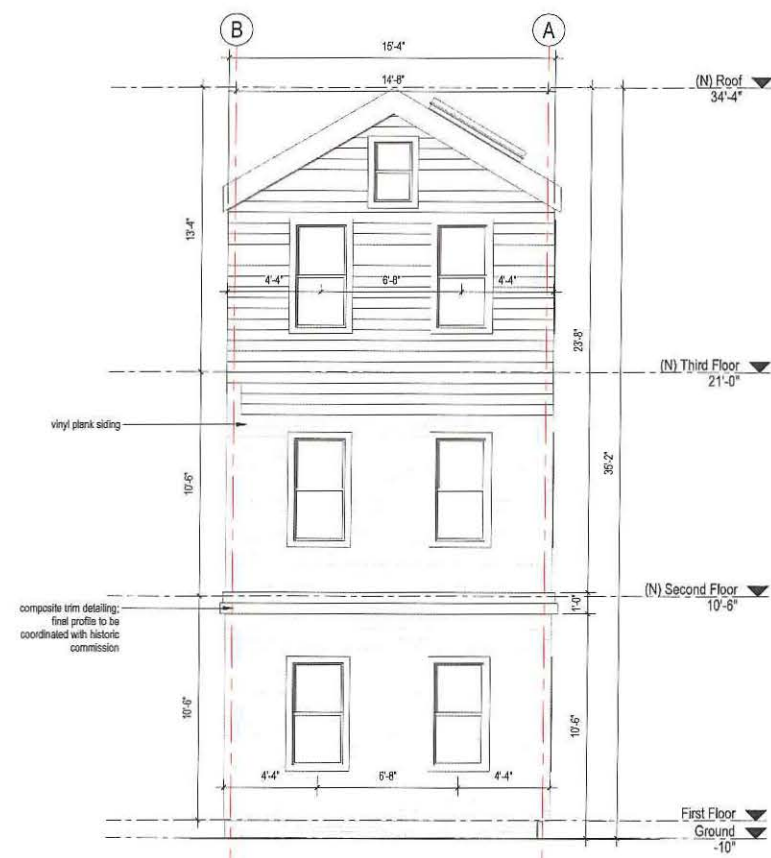 B
A
15'-4"
14'-8"
(N) Roof
34'-4"
13'-4"
4'-4"
6'-8"
4'-4"
23'-8"
(N) Third Floor
21'-0"
vinyl plank siding
10'-6"
35'-2"
(N) Second Floor
10'-6"
1'-0"
composite trim detailing;
final profile to be
coordinated with historic
commission
10'-6"
10'-6"
4'-4"
6'-8"
4'-4"
First Floor
Ground
-10"